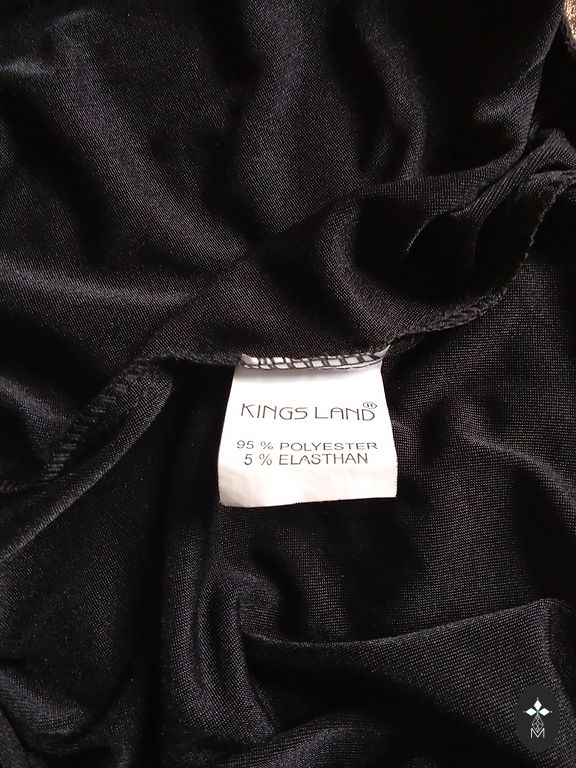 KINGS LAND®
95 % POLYESTER
5 % ELASTHAN
M